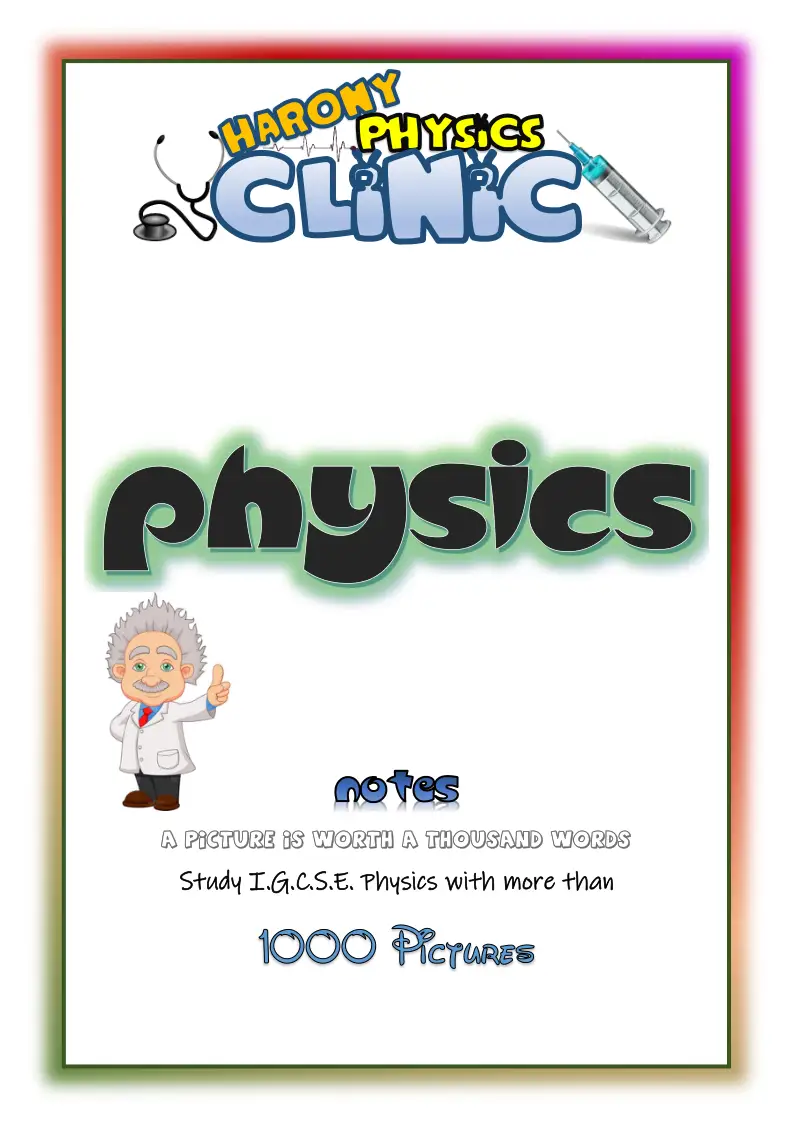 HARONY
PHYSICS
CLiNiC
physics
notes
A PiCTURE iS WORTH A THOUSAND WORDS
Study I.G.C.S.E. Physics with more than
1000 Pictures